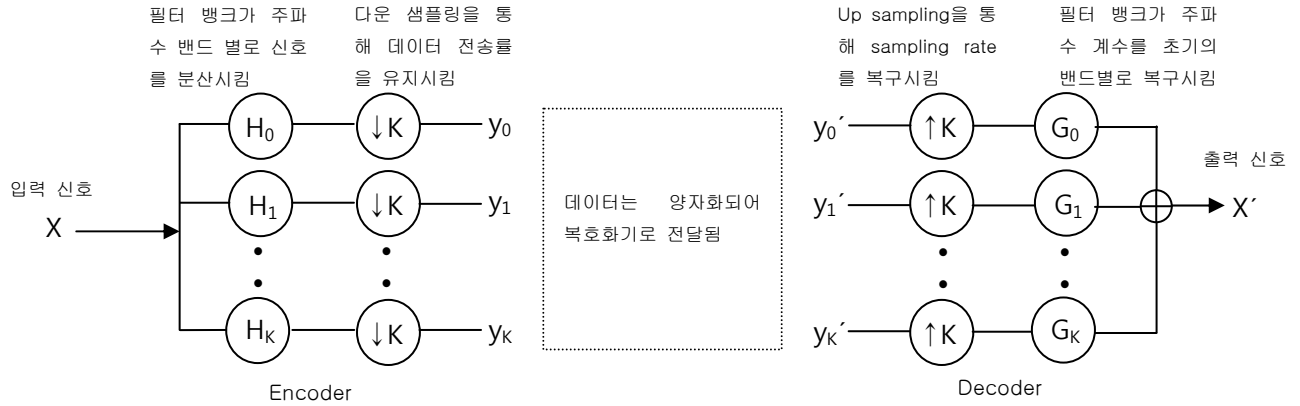 필터 뱅크가 주파
수 밴드 별로 신호
를 분산시킴
다운 샘플링을 통
해 데이터 전송률
을 유지시킴
Up sampling을 통
해 sampling rate
를 복구시킴
필터 뱅크가 주파
수 계수를 초기의
밴드별로 복구시킴
H₀ ↓K y₀
y₀´ ↑K G₀
입력 신호
X
H₁ ↓K y₁
데이터는 양자화되어
복호화기로 전달됨
y₁´ ↑K G₁
출력 신호
X´
H_K ↓K y_K
y_K´ ↑K G_K
Encoder
Decoder